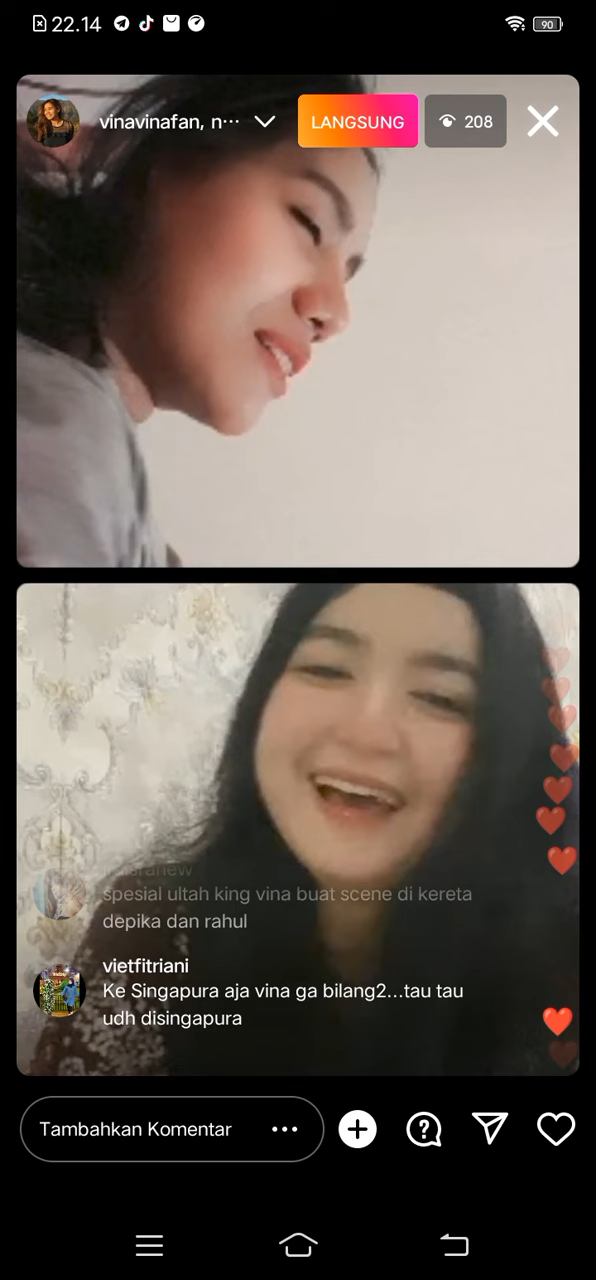 22.14
90
vinavinafan, n...
LANGSUNG
208
spesial ultah king vina buat scene di kereta
depika dan rahul
vietfitriani
Ke Singapura aja vina ga bilang2...tau tau
udh disingapura
Tambahkan Komentar